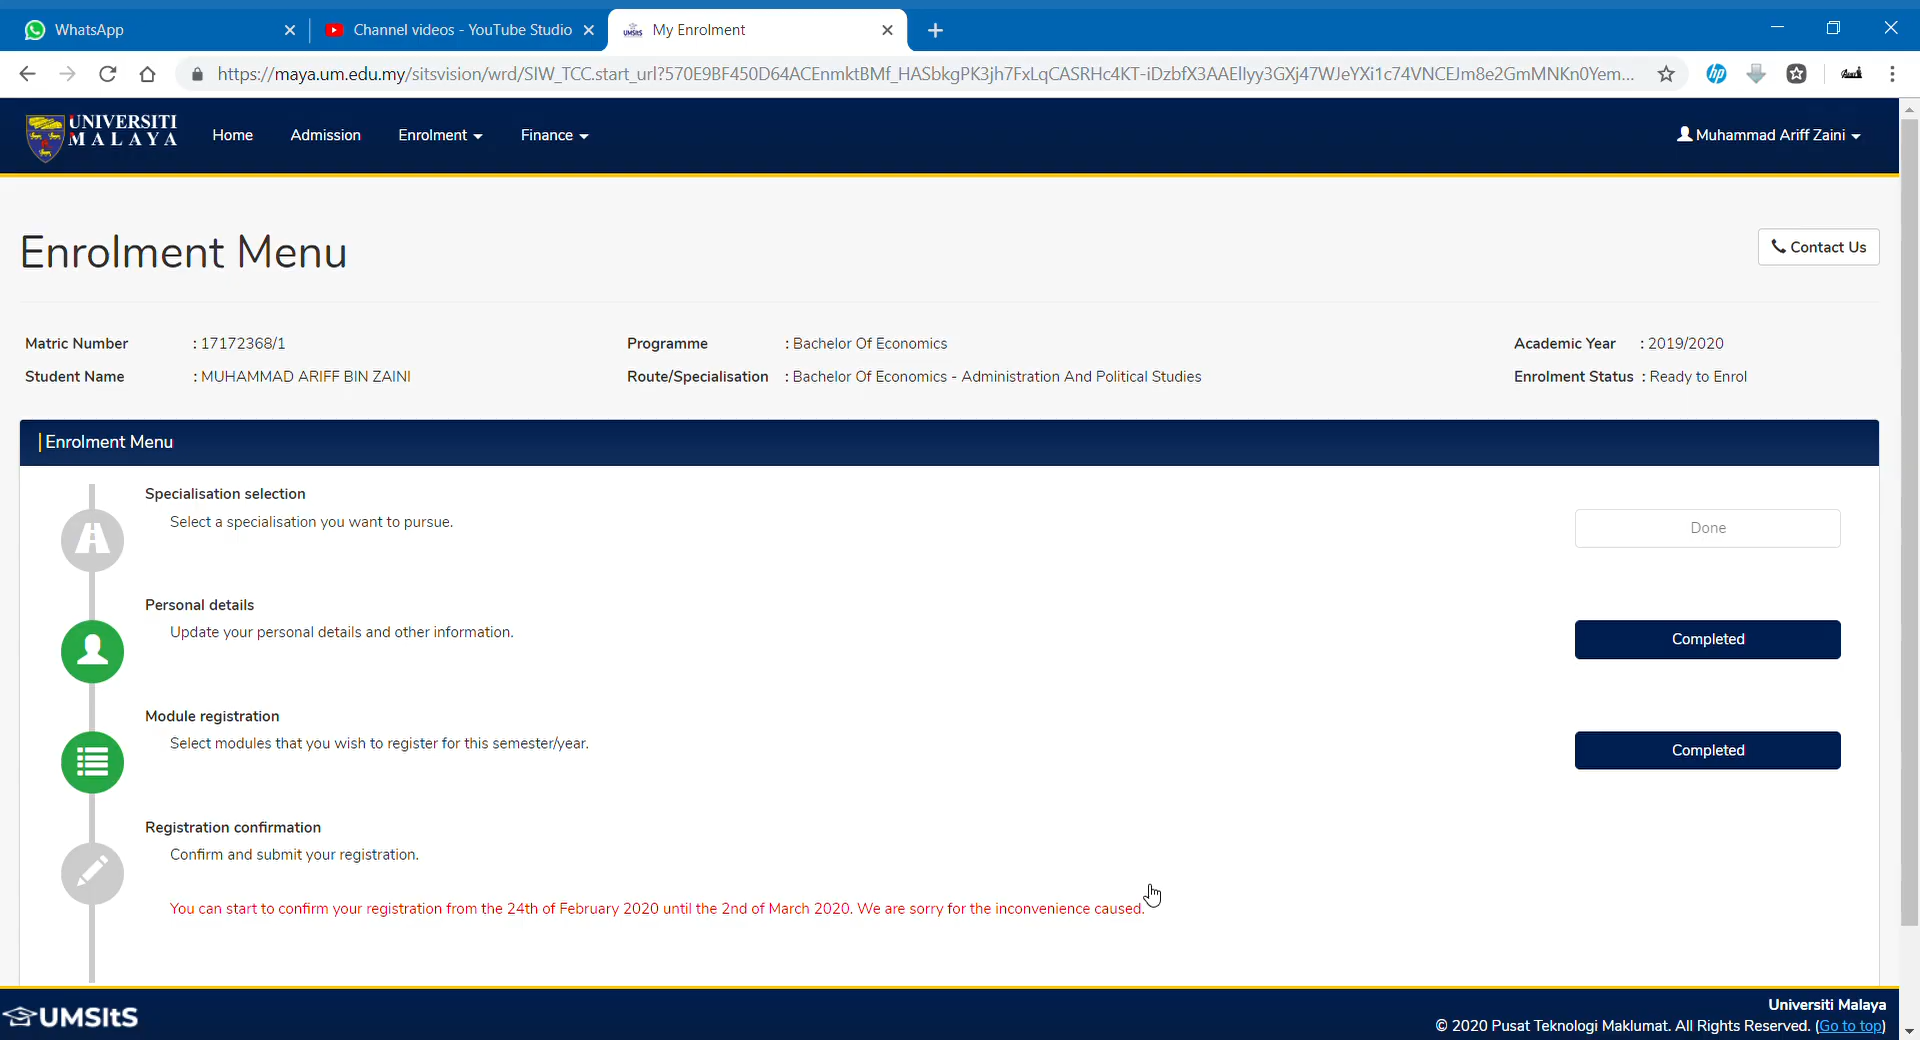 WhatsApp
Channel videos - YouTube Studio
UMSitS
My Enrolment
https://maya.um.edu.my/sitsvision/wrd/SIW_TCC.start_url?570E9BF450D64ACEnmktBMf_HASbkgPK3jh7FxLqCASRHc4KT-iDzbfX3AAEIlyy3GXj47WJeYXi1c74VNCEJm8e2GmMNKn0Yem...
hp
UNIVERSITI
MALAYA
Home
Admission
Enrolment
Finance
Muhammad Ariff Zaini
Enrolment Menu
Contact Us
Matric Number : 17172368/1
Programme : Bachelor Of Economics
Academic Year : 2019/2020
Student Name : MUHAMMAD ARIFF BIN ZAINI
Route/Specialisation : Bachelor Of Economics - Administration And Political Studies
Enrolment Status : Ready to Enrol
Enrolment Menu
Specialisation selection
Select a specialisation you want to pursue.
Done
Personal details
Update your personal details and other information.
Completed
Module registration
Select modules that you wish to register for this semester/year.
Completed
Registration confirmation
Confirm and submit your registration.
You can start to confirm your registration from the 24th of February 2020 until the 2nd of March 2020. We are sorry for the inconvenience caused.
UMSItS
Universiti Malaya
© 2020 Pusat Teknologi Maklumat. All Rights Reserved. (Go to top)